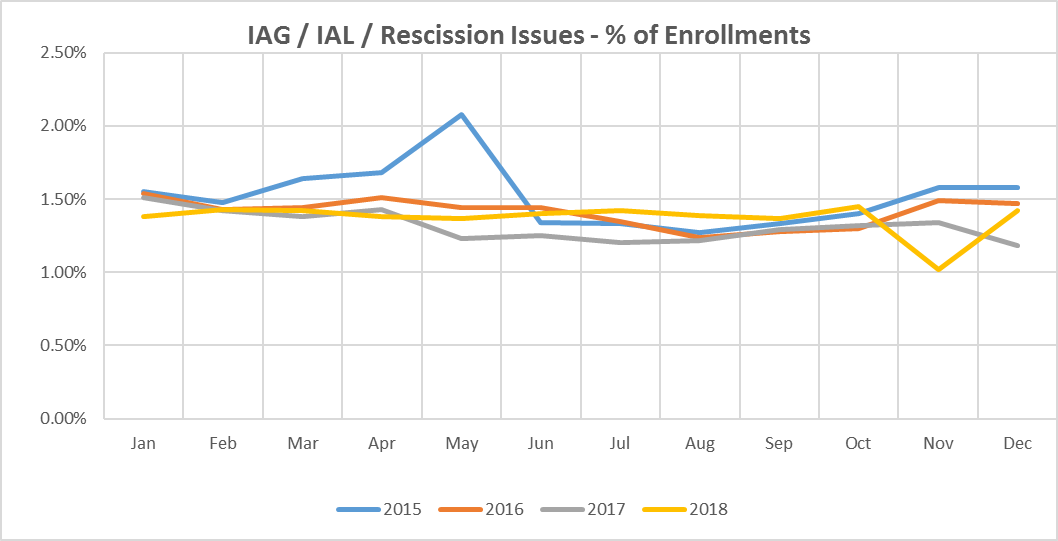 IAG / IAL / Rescission Issues - % of Enrollments
2.50%
2.00%
1.50%
1.00%
0.50%
0.00%
Jan Feb Mar Apr May Jun Jul Aug Sep Oct Nov Dec
2015 2016 2017 2018